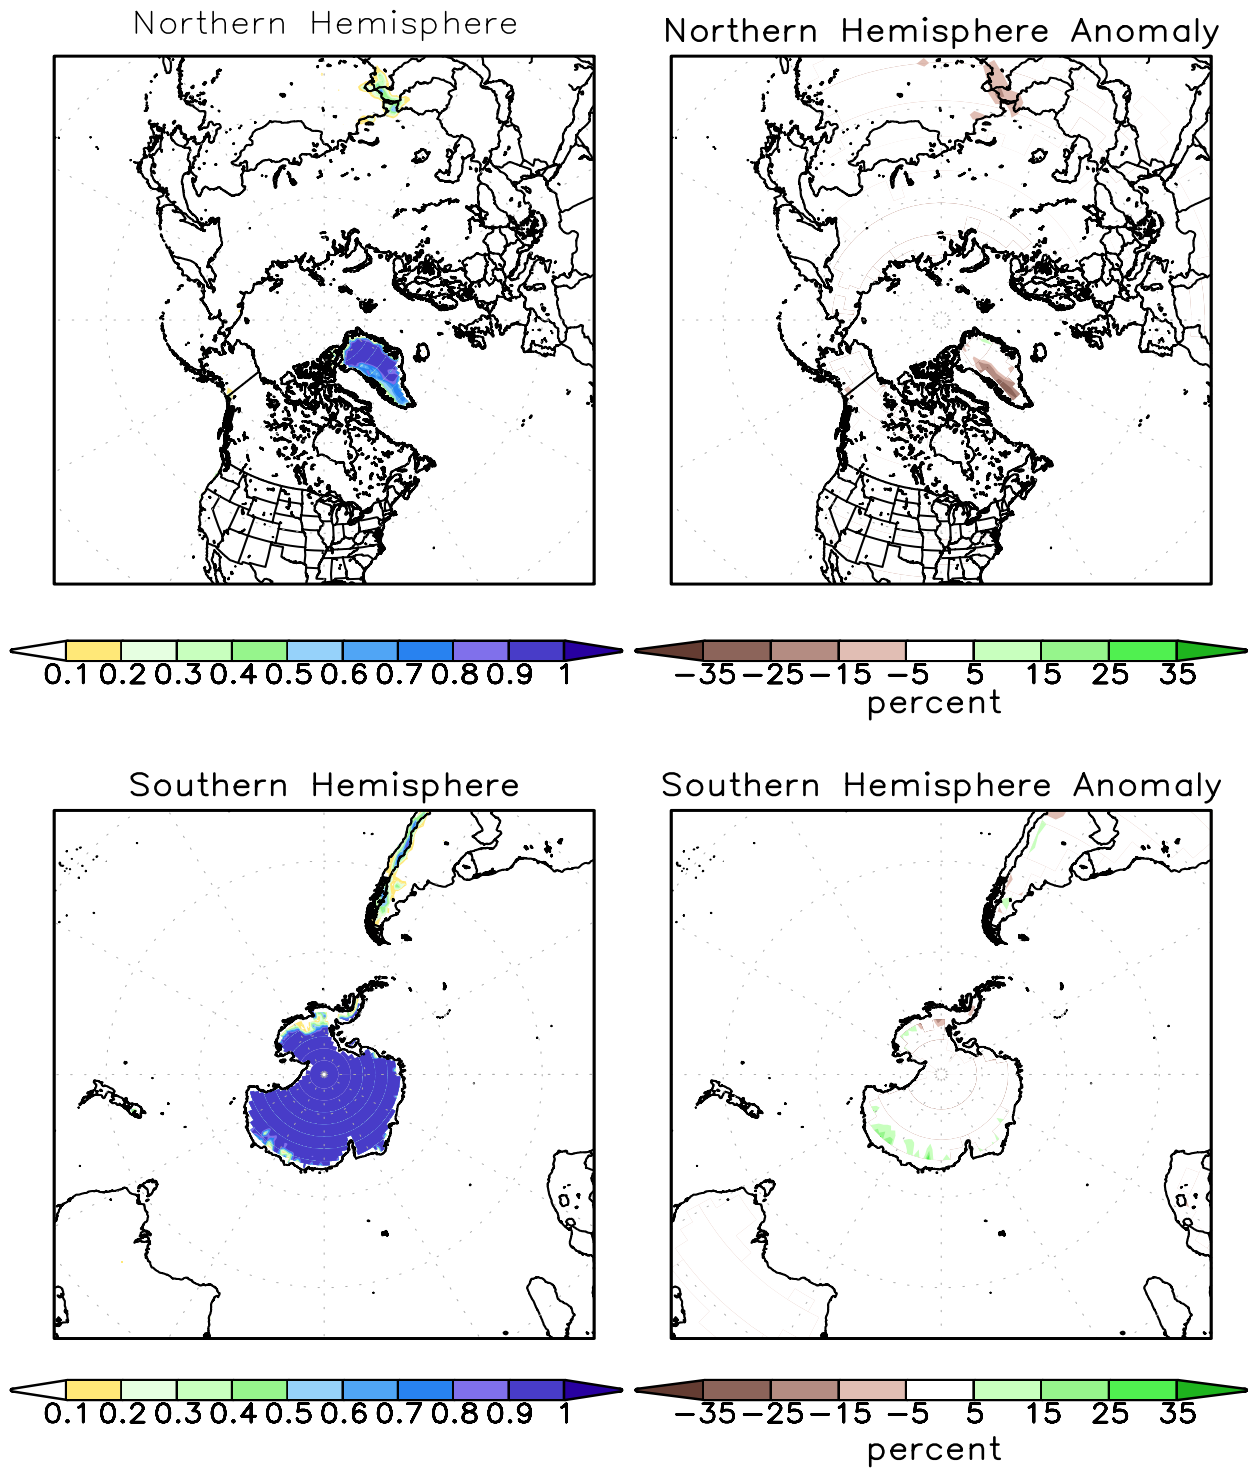 Northern Hemisphere
Northern Hemisphere Anomaly
0.1 0.2 0.3 0.4 0.5 0.6 0.7 0.8 0.9 1
-35 -25 -15 -5 5 15 25 35
percent
Southern Hemisphere
Southern Hemisphere Anomaly
0.1 0.2 0.3 0.4 0.5 0.6 0.7 0.8 0.9 1
-35 -25 -15 -5 5 15 25 35
percent